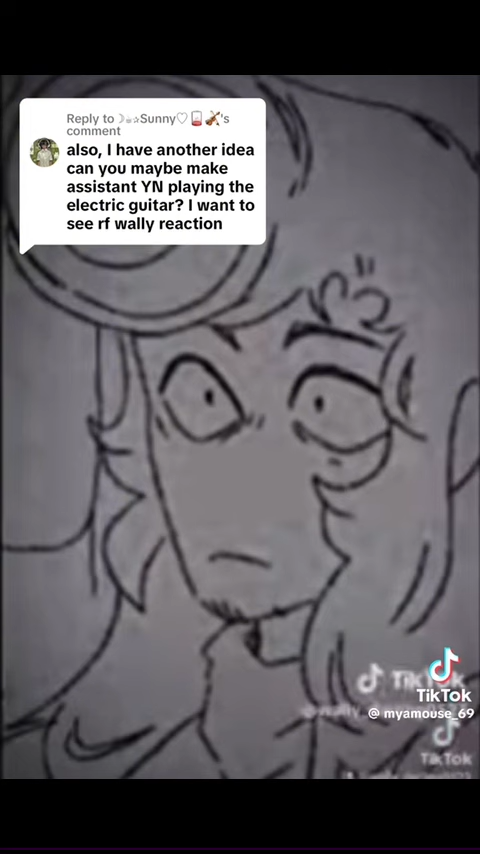 Reply to ☽☕︎✰Sunny♡🪫🎻's
comment
also, I have another idea
can you maybe make
assistant YN playing the
electric guitar? I want to
see rf wally reaction
TikTok
TikTok
@ myamouse_69
TikTok